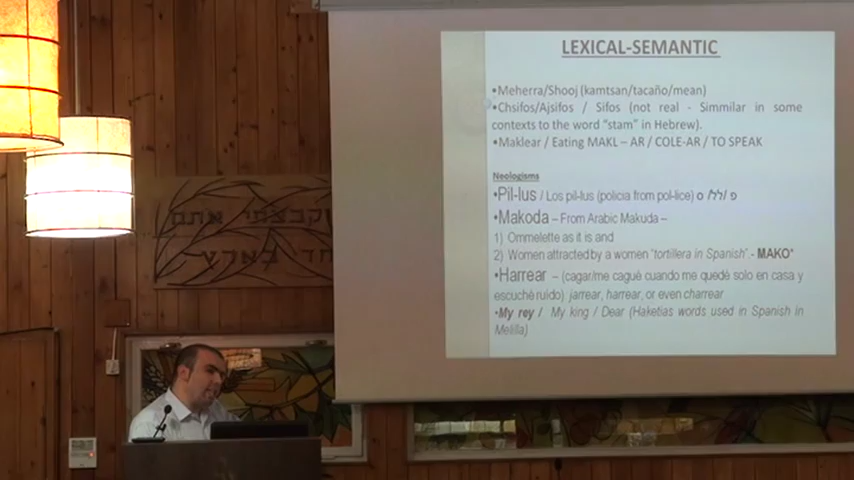 LEXICAL-SEMANTIC
•Meherra/Shooj (kamtsan/tacaño/mean)
•Chsifos/Ajsifos / Sifos (not real - Simmilar in some
contexts to the word "stam" in Hebrew).
•Maklear / Eating MAKL – AR / COLE-AR / TO SPEAK
Neologisms
•Pil-lus / Los pil-lus (policia from pol-lice)
•Makoda – From Arabic Makuda –
1) Ommelette as it is and
2) Women attracted by a women "tortillera in Spanish".- MAKO*
•Harrear – (cagar/me cagué cuando me quedé solo en casa y
escuché ruído) jarrear, harrear, or even charrear
•My rey / My king / Dear (Haketias words used in Spanish in
Melilla)
וקבצתי אתם
בארץ